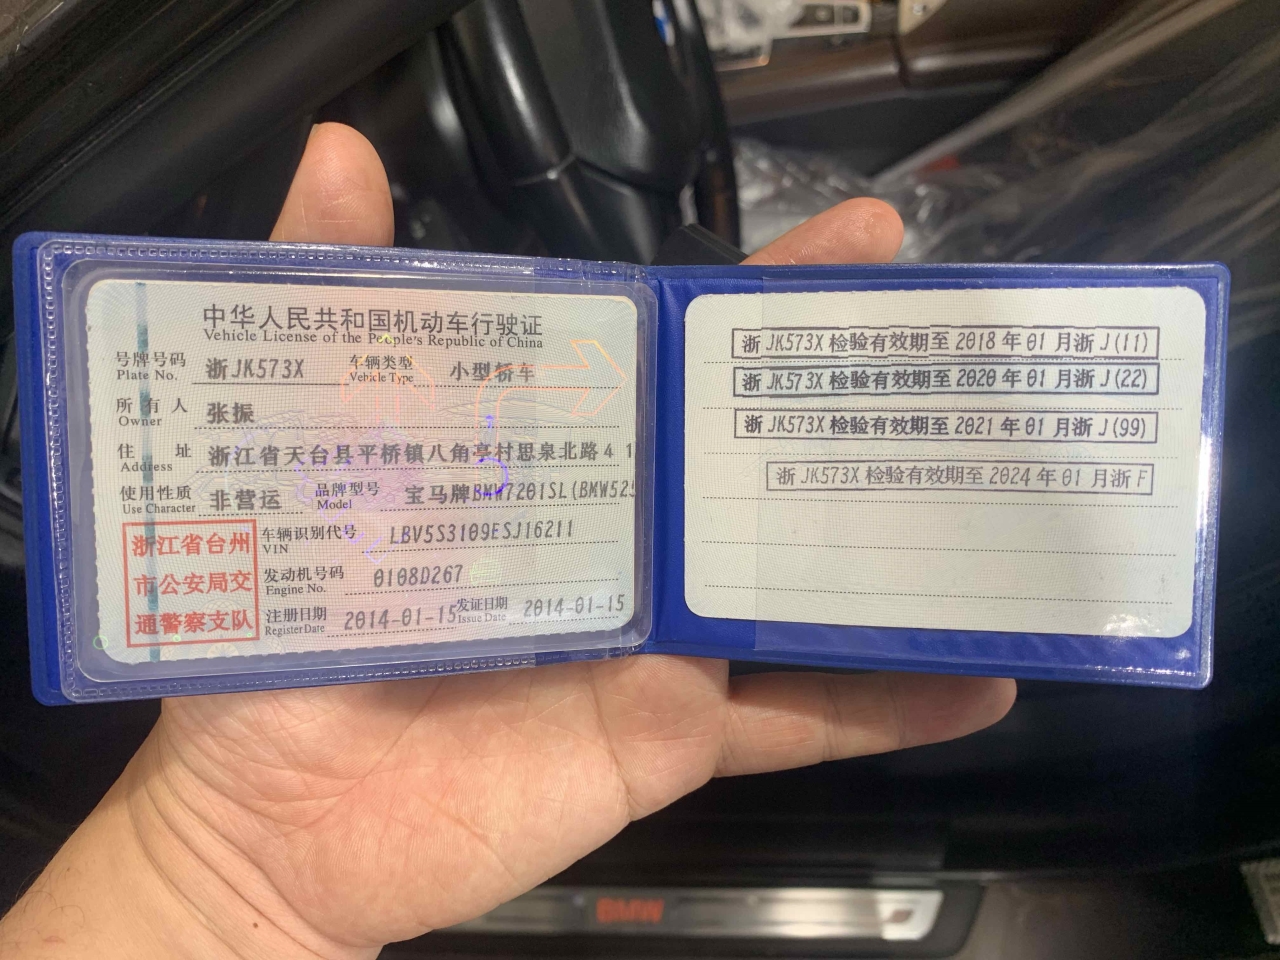 中华人民共和国机动车行驶证
Vehicle License of the People's Republic of China
号牌号码 浙JK573X 车辆类型 小型轿车
Plate No. Vehicle Type
所有人 张振
Owner
住址 浙江省天台县平桥镇八角亭村思泉北路41
Address
使用性质 非营运 品牌型号 宝马牌BMW7201SL(BMW525
Use Character Model
浙江省台州
市公安局交
通警察支队
车辆识别代号 LBV5S3109ESJ16211
VIN
发动机号码 0108D267
Engine No.
注册日期 2014-01-15 发证日期 2014-01-15
Register Date Issue Date
浙JK573X检验有效期至2018年01月浙J(11)
浙JK573X检验有效期至2020年01月浙J(22)
浙JK573X检验有效期至2021年01月浙J(99)
浙JK573X检验有效期至2024年01月浙F
BMW